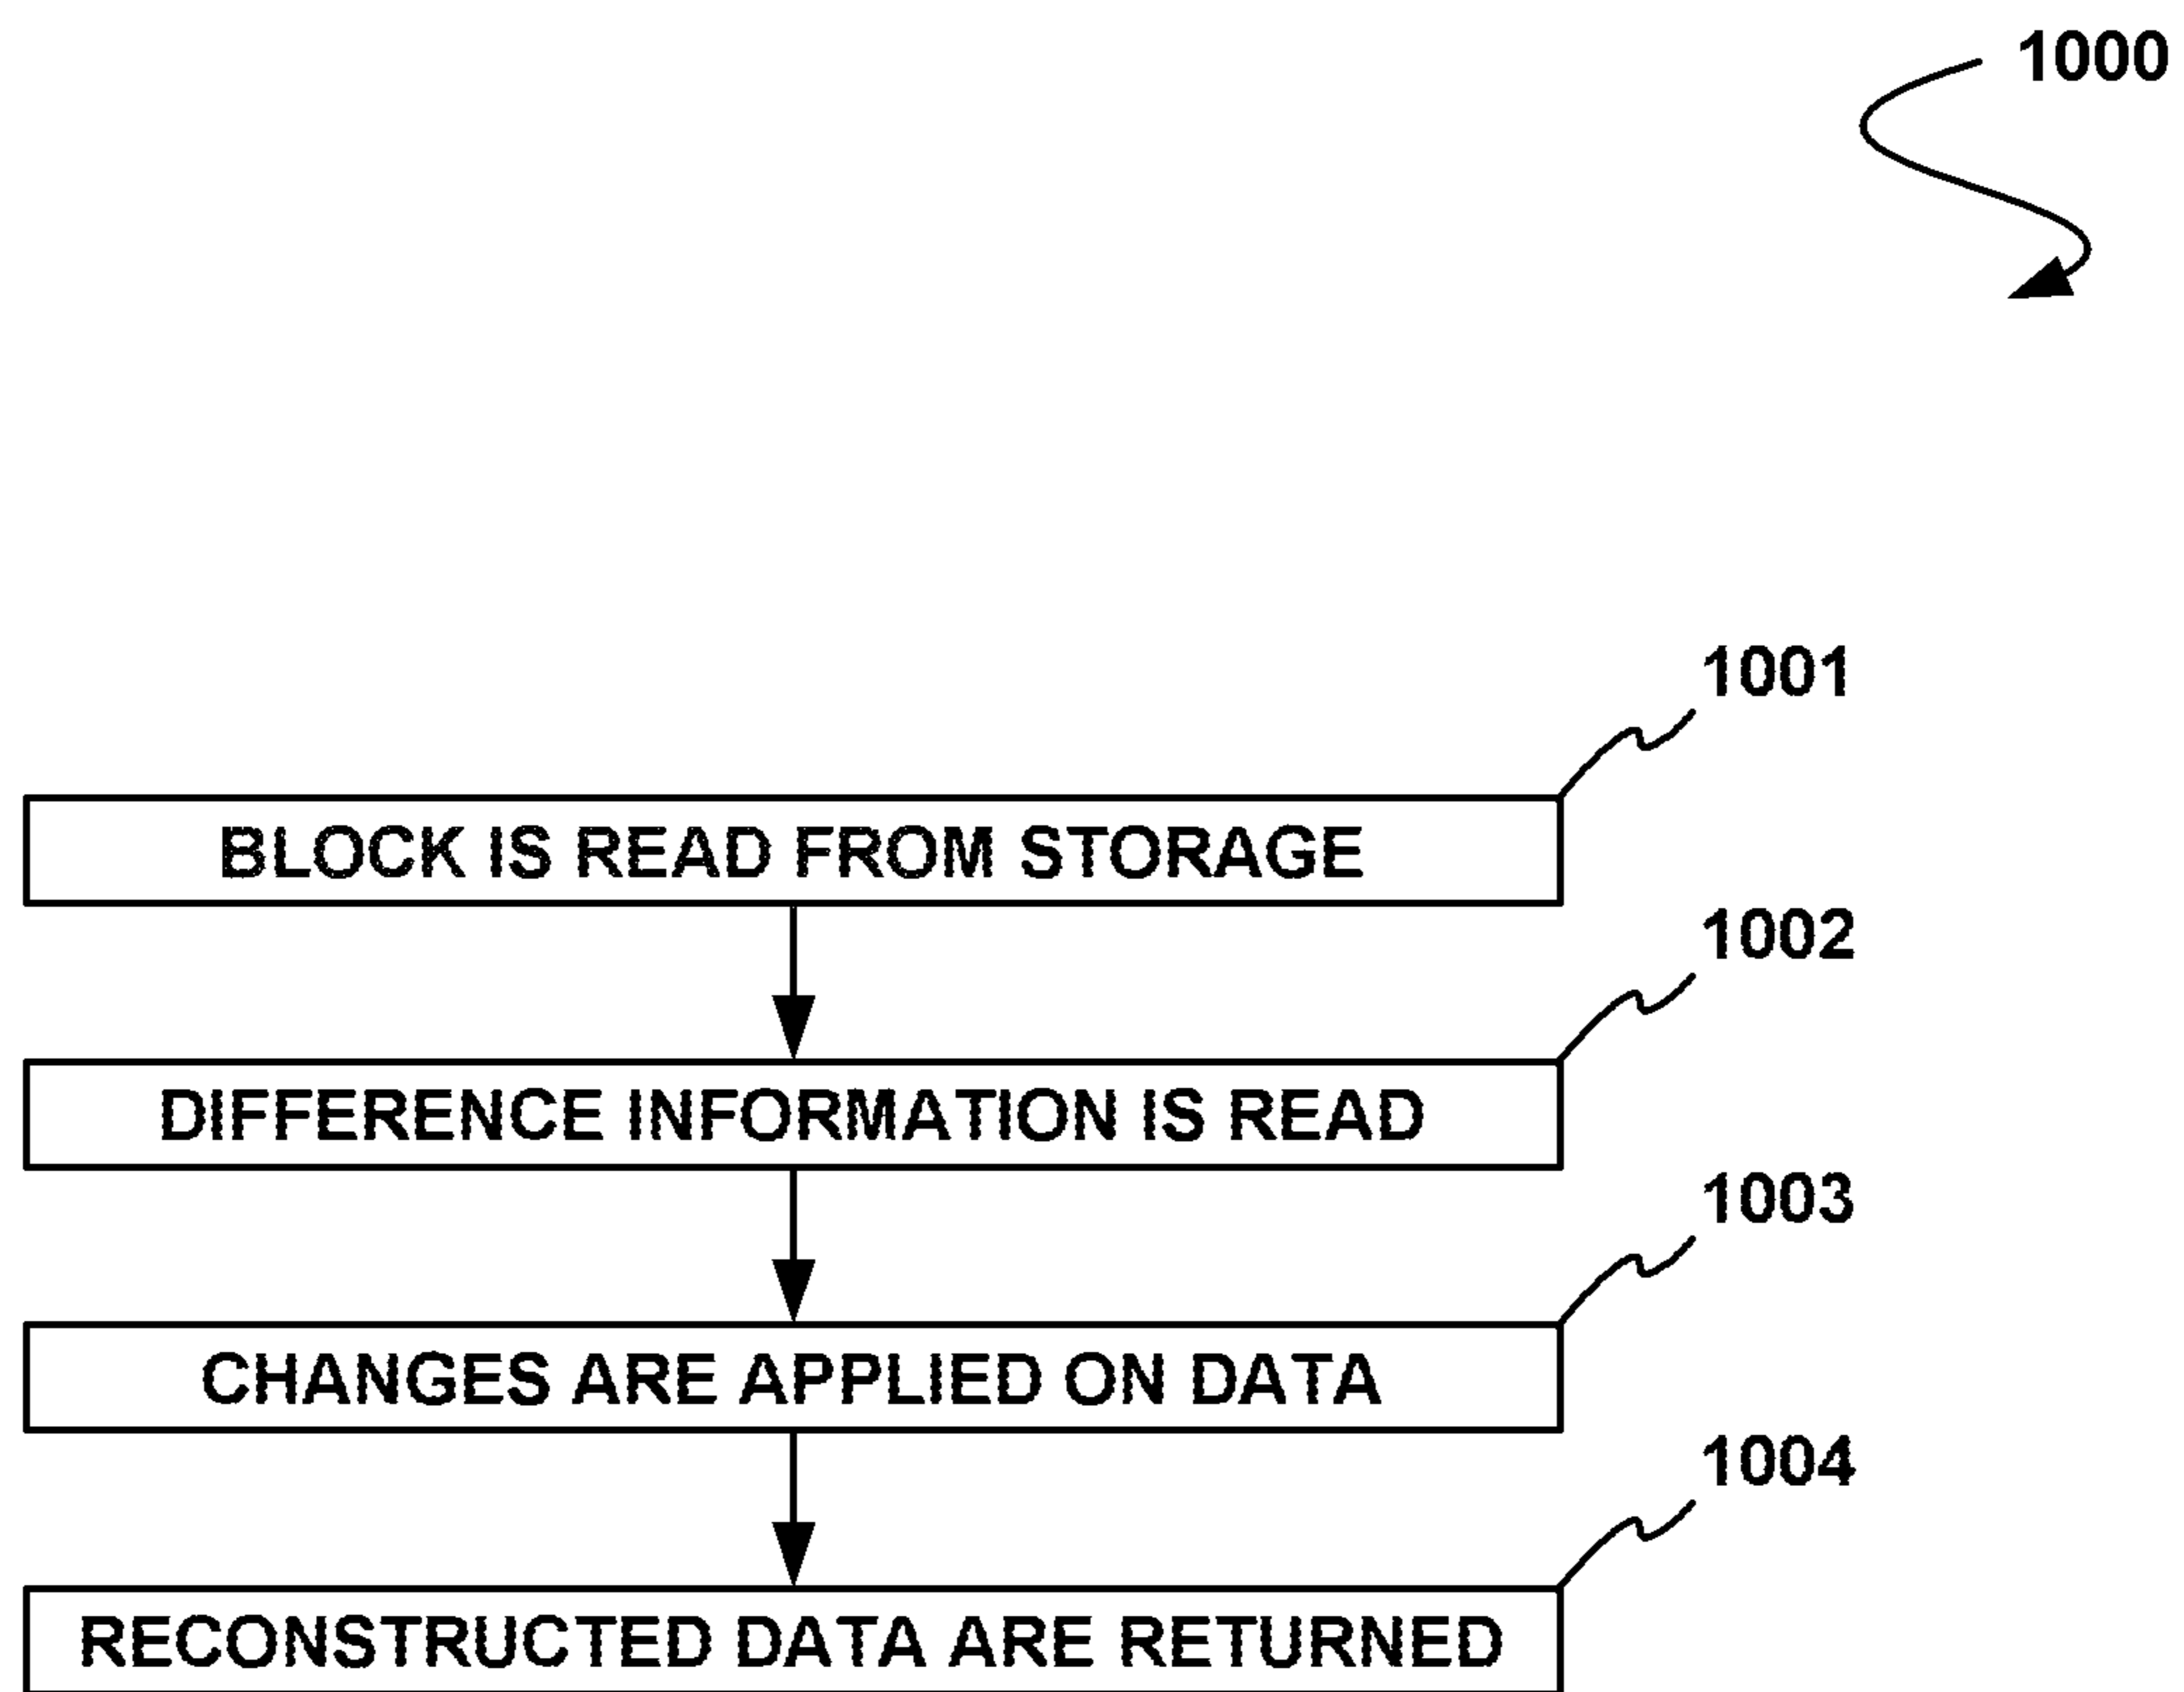 1000
1001
BLOCK IS READ FROM STORAGE
1002
DIFFERENCE INFORMATION IS READ
1003
CHANGES ARE APPLIED ON DATA
1004
RECONSTRUCTED DATA ARE RETURNED